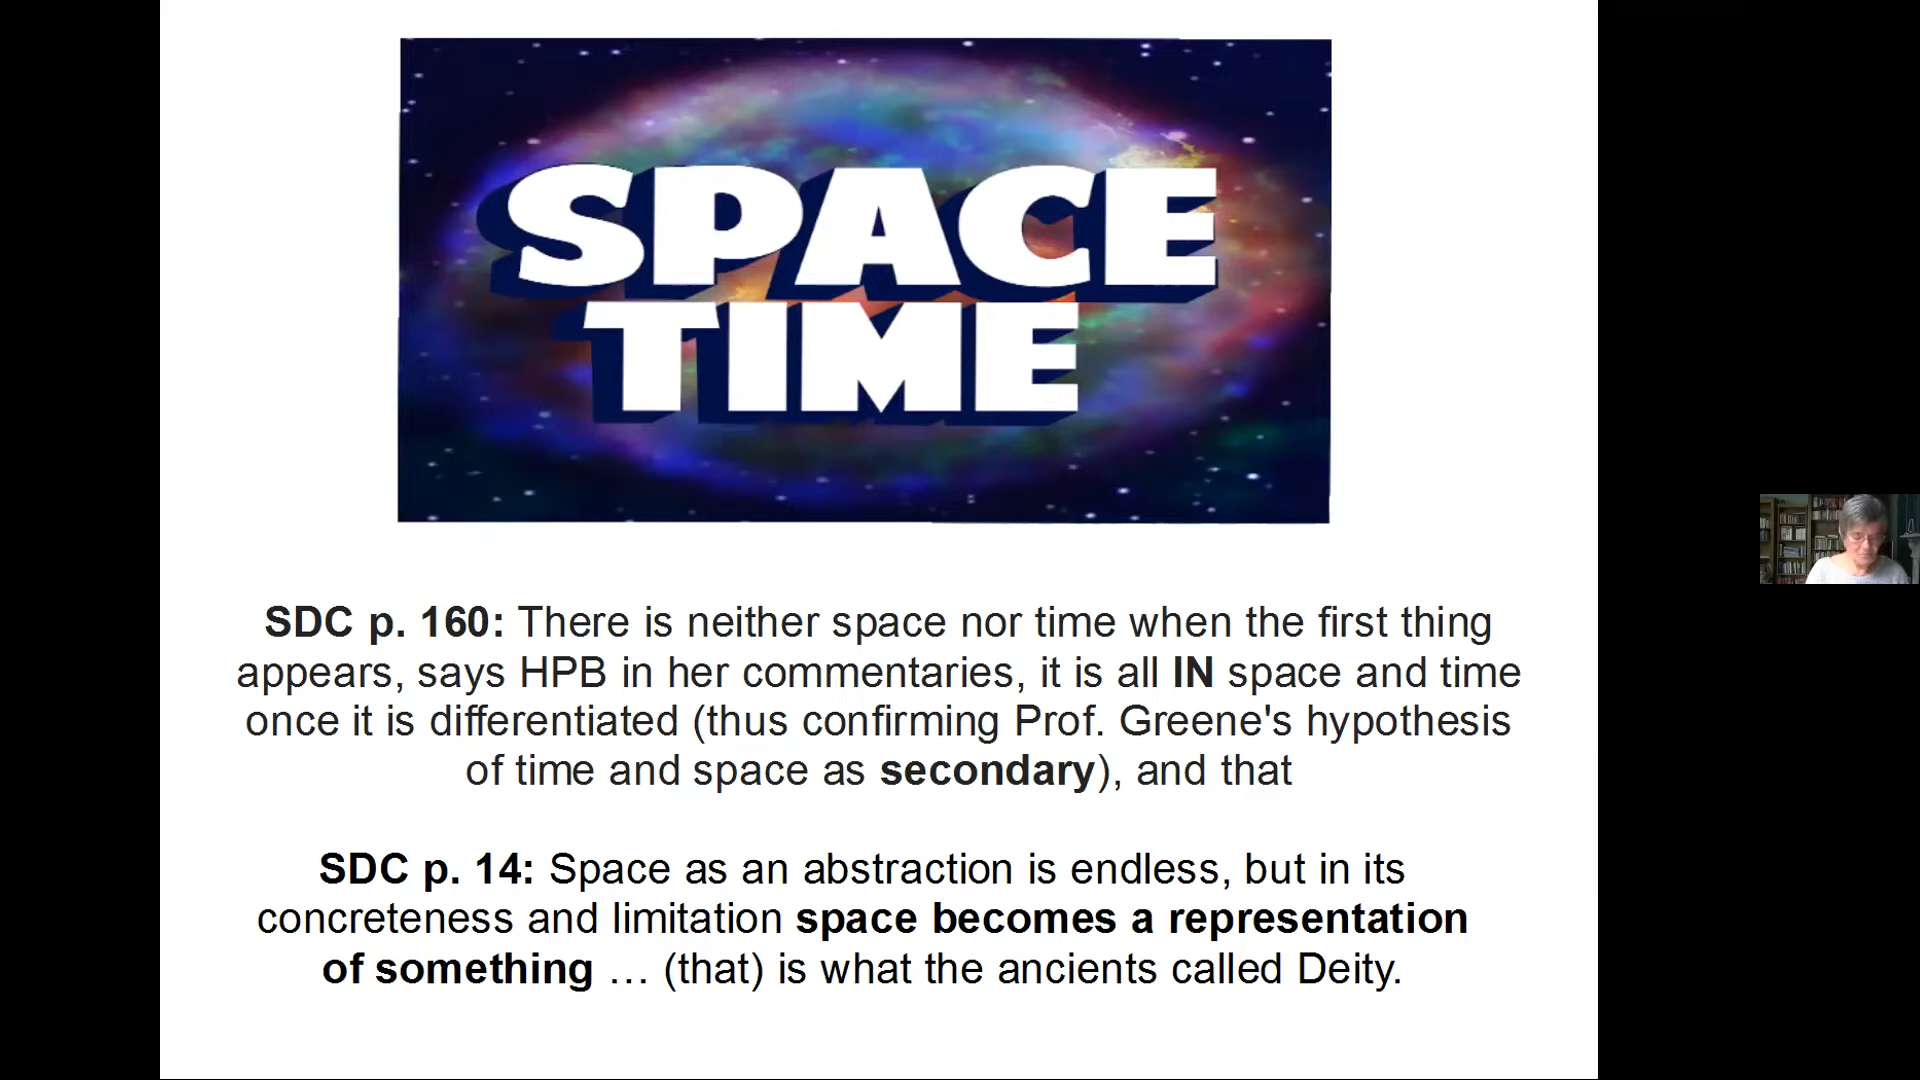 SPACE
TIME
SDC p. 160: There is neither space nor time when the first thing
appears, says HPB in her commentaries, it is all IN space and time
once it is differentiated (thus confirming Prof. Greene's hypothesis
of time and space as secondary), and that
SDC p. 14: Space as an abstraction is endless, but in its
concreteness and limitation space becomes a representation
of something … (that) is what the ancients called Deity.